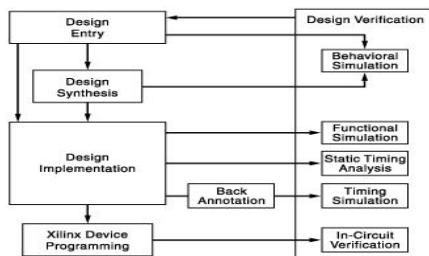 Design
Entry
Design Verification
Behavioral
Simulation
Design
Synthesis
Design
Implementation
Functional
Simulation
Static Timing
Analysis
Back
Annotation
Timing
Simulation
Xilinx Device
Programming
In-Circuit
Verification